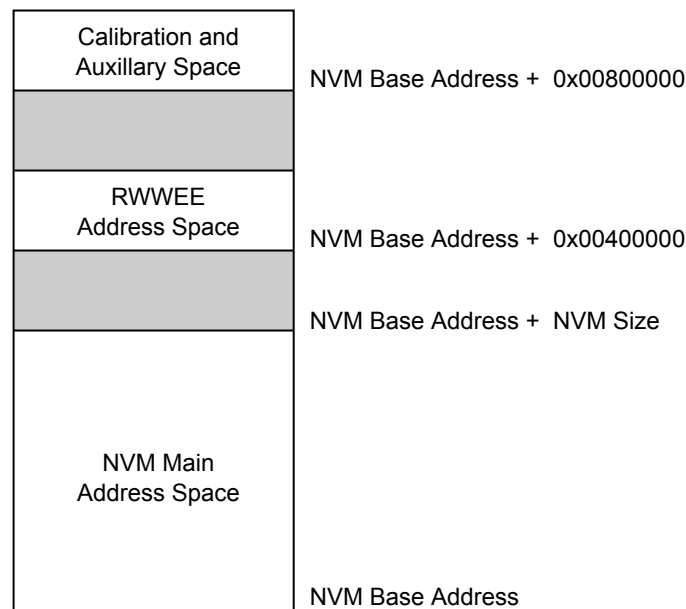 Calibration and
Auxillary Space
NVM Base Address + 0x00800000
RWWEE
Address Space
NVM Base Address + 0x00400000
NVM Base Address + NVM Size
NVM Main
Address Space
NVM Base Address